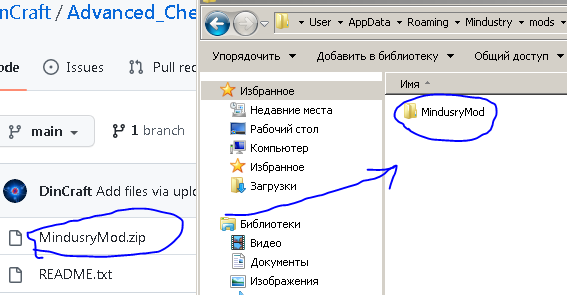 inCraft / Advanced_Che
ode
Issues
Pull rec
main
1 branch
DinCraft Add files via uplo
MindusryMod.zip
README.txt
User
AppData
Roaming
Mindustry
mods
Упорядочить
Добавить в библиотеку
Общий доступ
Избранное
Недавние места
Рабочий стол
Компьютер
Избранное
Загрузки
Библиотеки
Видео
Документы
Изображения
Имя
MindusryMod